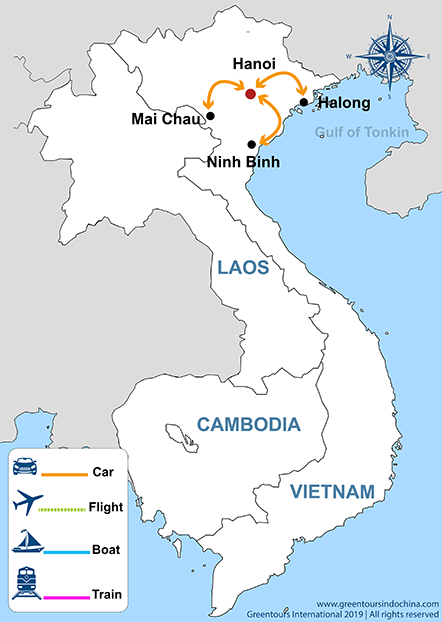 N
W E
S
Hanoi
Halong
Mai Chau
Gulf of Tonkin
Ninh Binh
LAOS
CAMBODIA
VIETNAM
Car
Flight
Boat
Train
www.greentoursindochina.com
Greentours International 2019 | All rights reserved